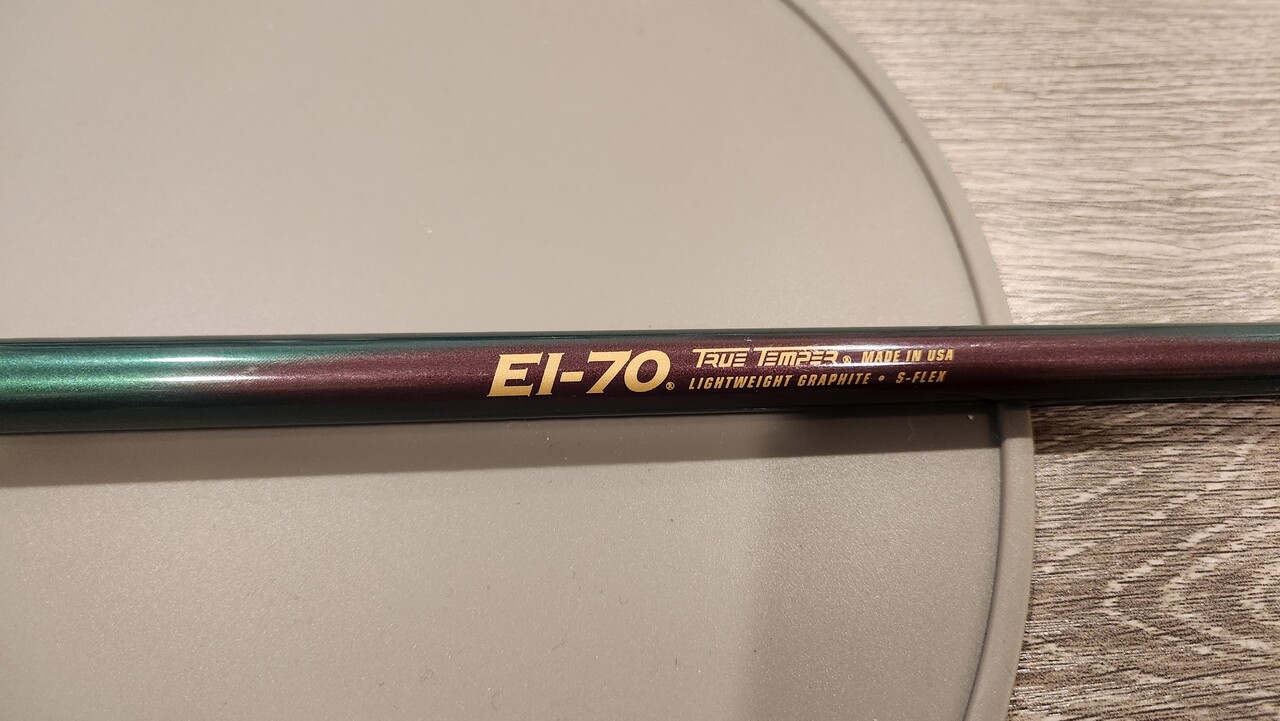 EI-70® TRUE TEMPER® MADE IN USA
LIGHTWEIGHT GRAPHITE • S-FLEX